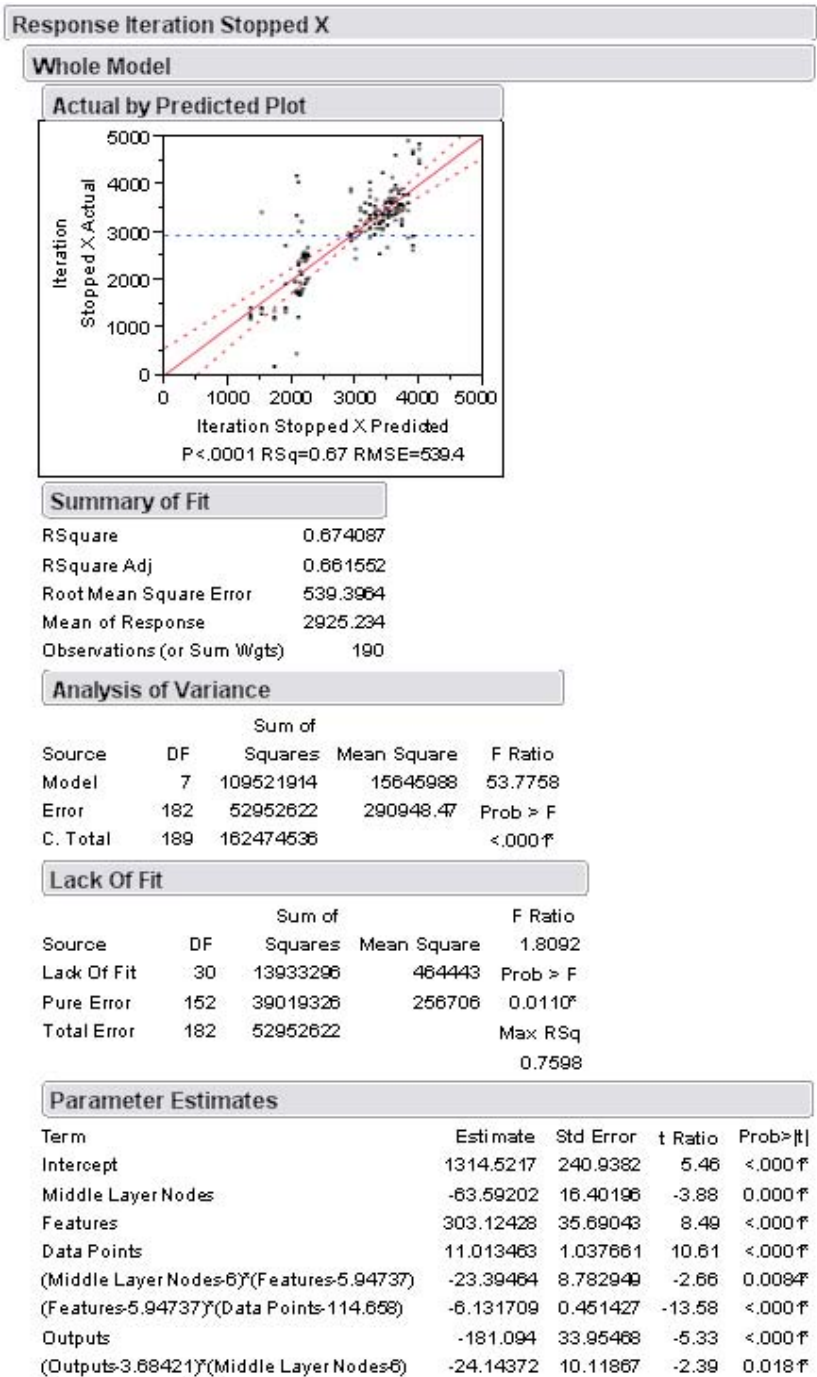 Response Iteration Stopped X
Whole Model
Actual by Predicted Plot
5000
4000
3000
2000
1000
0
Iteration
Stopped X Actual
0 1000 2000 3000 4000 5000
Iteration Stopped X Predicted
P<.0001 RSq=0.67 RMSE=539.4
Summary of Fit
RSquare 0.674087
RSquare Adj 0.661552
Root Mean Square Error 539.3964
Mean of Response 2925.234
Observations (or Sum Wgts) 190
Analysis of Variance
Sum of
Source DF Squares Mean Square F Ratio
Model 7 109521914 15645988 53.7758
Error 182 52952622 290948.47 Prob > F
C. Total 189 162474536 <.0001*
Lack Of Fit
Sum of F Ratio
Source DF Squares Mean Square 1.8092
Lack Of Fit 30 13933296 464443 Prob > F
Pure Error 152 39019326 256706 0.0110*
Total Error 182 52952622 Max RSq
0.7598
Parameter Estimates
Term Estimate Std Error t Ratio Prob>|t|
Intercept 1314.5217 240.9382 5.46 <.0001*
Middle Layer Nodes -63.59202 16.40196 -3.88 0.0001*
Features 303.12428 35.69043 8.49 <.0001*
Data Points 11.013463 1.037661 10.61 <.0001*
(Middle Layer Nodes-6)*(Features-5.94737) -23.39464 8.782949 -2.66 0.0084*
(Features-5.94737)*(Data Points-114.658) -6.131709 0.451427 -13.58 <.0001*
Outputs -181.094 33.95468 -5.33 <.0001*
(Outputs-3.68421)*(Middle Layer Nodes-6) -24.14372 10.11867 -2.39 0.0181*